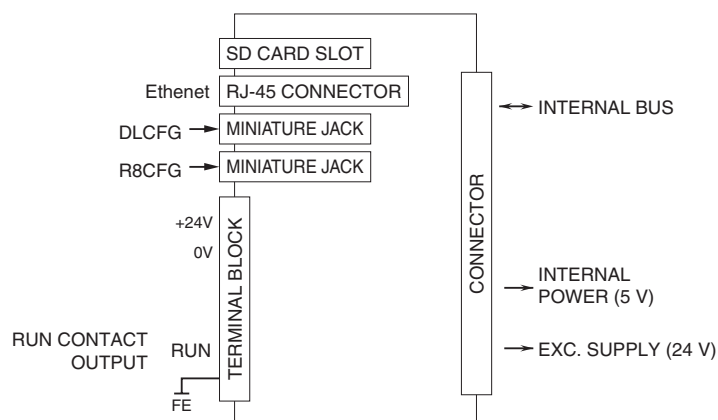 SD CARD SLOT
Ethenet RJ-45 CONNECTOR
DLCFG MINIATURE JACK
R8CFG MINIATURE JACK
+24V
0V
TERMINAL BLOCK
RUN CONTACT
OUTPUT
RUN
FE
CONNECTOR
INTERNAL BUS
INTERNAL
POWER (5 V)
EXC. SUPPLY (24 V)